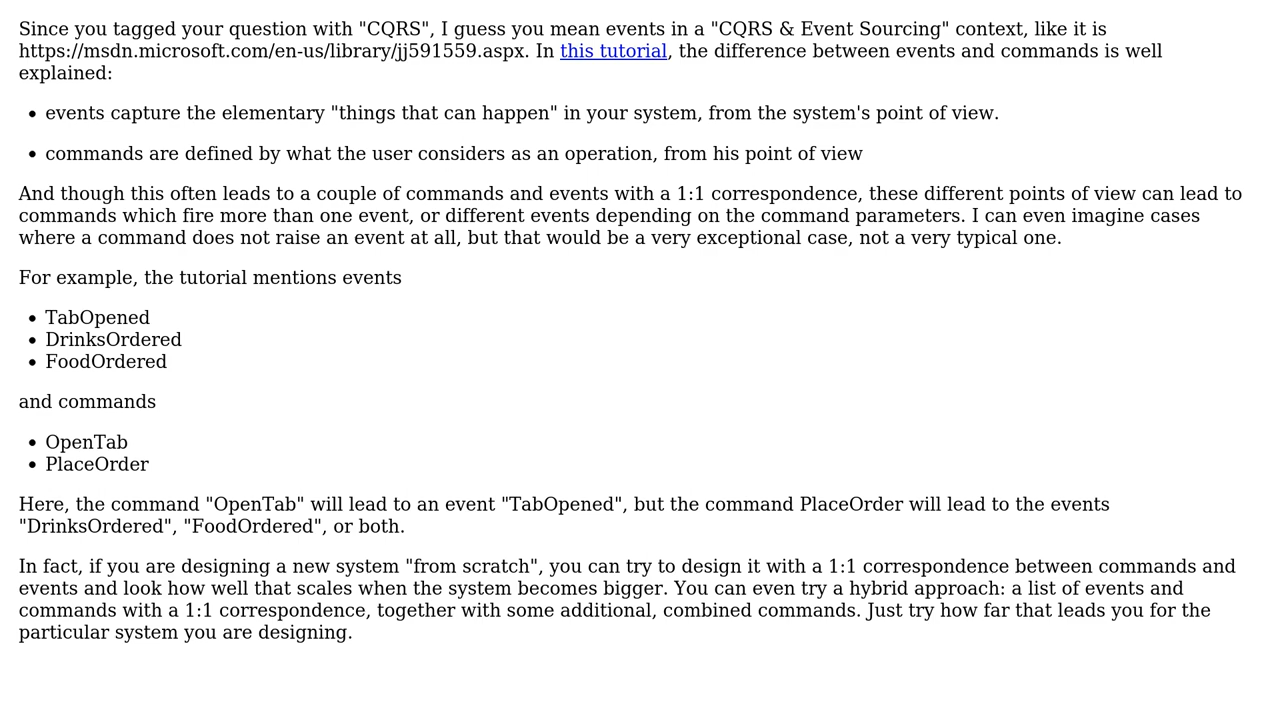 Since you tagged your question with "CQRS", I guess you mean events in a "CQRS & Event Sourcing" context, like it is
https://msdn.microsoft.com/en-us/library/jj591559.aspx. In this tutorial, the difference between events and commands is well
explained:
• events capture the elementary "things that can happen" in your system, from the system's point of view.
• commands are defined by what the user considers as an operation, from his point of view
And though this often leads to a couple of commands and events with a 1:1 correspondence, these different points of view can lead to
commands which fire more than one event, or different events depending on the command parameters. I can even imagine cases
where a command does not raise an event at all, but that would be a very exceptional case, not a very typical one.
For example, the tutorial mentions events
• TabOpened
• DrinksOrdered
• FoodOrdered
and commands
• OpenTab
• PlaceOrder
Here, the command "OpenTab" will lead to an event "TabOpened", but the command PlaceOrder will lead to the events
"DrinksOrdered", "FoodOrdered", or both.
In fact, if you are designing a new system "from scratch", you can try to design it with a 1:1 correspondence between commands and
events and look how well that scales when the system becomes bigger. You can even try a hybrid approach: a list of events and
commands with a 1:1 correspondence, together with some additional, combined commands. Just try how far that leads you for the
particular system you are designing.